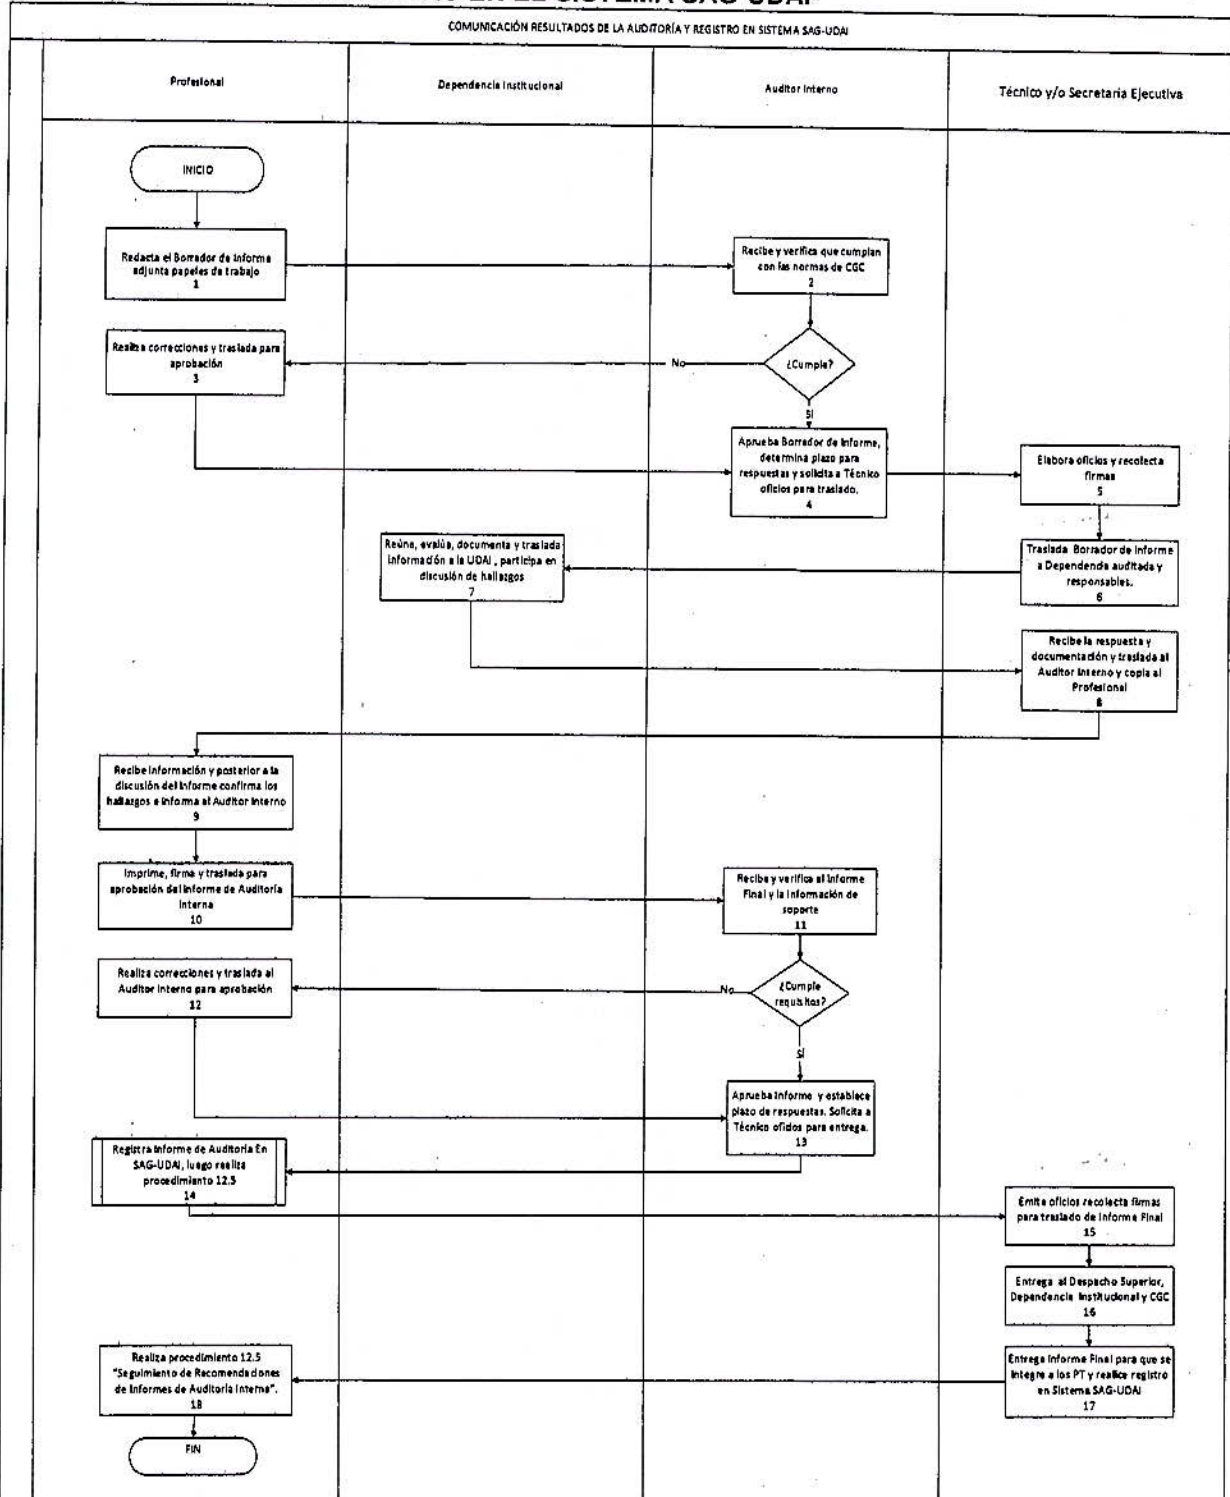 EN EL SISTEMA SAG-UDAI
COMUNICACIÓN RESULTADOS DE LA AUDITORÍA Y REGISTRO EN SISTEMA SAG-UDAI
Profesional
Dependencia Institucional
Auditor Interno
Técnico y/o Secretaria Ejecutiva
INICIO
Redacta el Borrador de Informe
adjunta papeles de trabajo
1
Recibe y verifica que cumplan
con las normas de CGC
2
Realiza correcciones y traslada para
aprobación
3
No
¿Cumple?
SI
Aprueba Borrador de Informe,
determina plazo para
respuestas y solicita a Técnico
oficios para traslado.
4
Elabora oficios y recolecta
firmas
5
Reúne, evalúa, documenta y traslada
información a la UDAI , participa en
discusión de hallazgos
7
Traslada Borrador de Informe
a Dependencia auditada y
responsables.
6
Recibe la respuesta y
documentación y traslada al
Auditor Interno y copia al
Profesional
8
Recibe información y posterior a la
discusión del informe confirma los
hallazgos e informa al Auditor Interno
9
Imprime, firma y traslada para
aprobación del Informe de Auditoría
Interna
10
Recibe y verifica el Informe
Final y la información de
soporte
11
Realiza correcciones y traslada al
Auditor Interno para aprobación
12
No
¿Cumple
requisitos?
SÍ
Aprueba Informe y establece
plazo de respuestas. Solicita a
Técnico oficios para entrega.
13
Registra Informe de Auditoría En
SAG-UDAI, luego realiza
procedimiento 12.5
14
Emite oficios recolecta firmas
para traslado de Informe Final
15
Entrega al Despacho Superior,
Dependencia Institucional y CGC
16
Realiza procedimiento 12.5
"Seguimiento de Recomendaciones
de Informes de Auditoría Interna".
18
Entrega Informe Final para que se
integre a los PT y realice registro
en Sistema SAG-UDAI
17
FIN